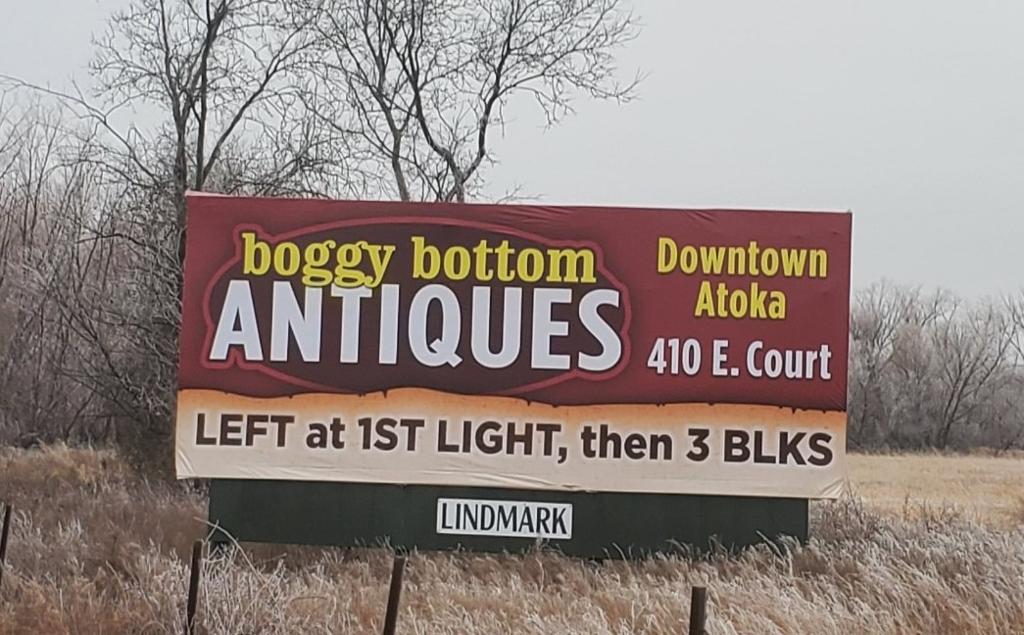 boggy bottom
ANTIQUES
Downtown
Atoka
410 E. Court
LEFT at 1ST LIGHT, then 3 BLKS
LINDMARK